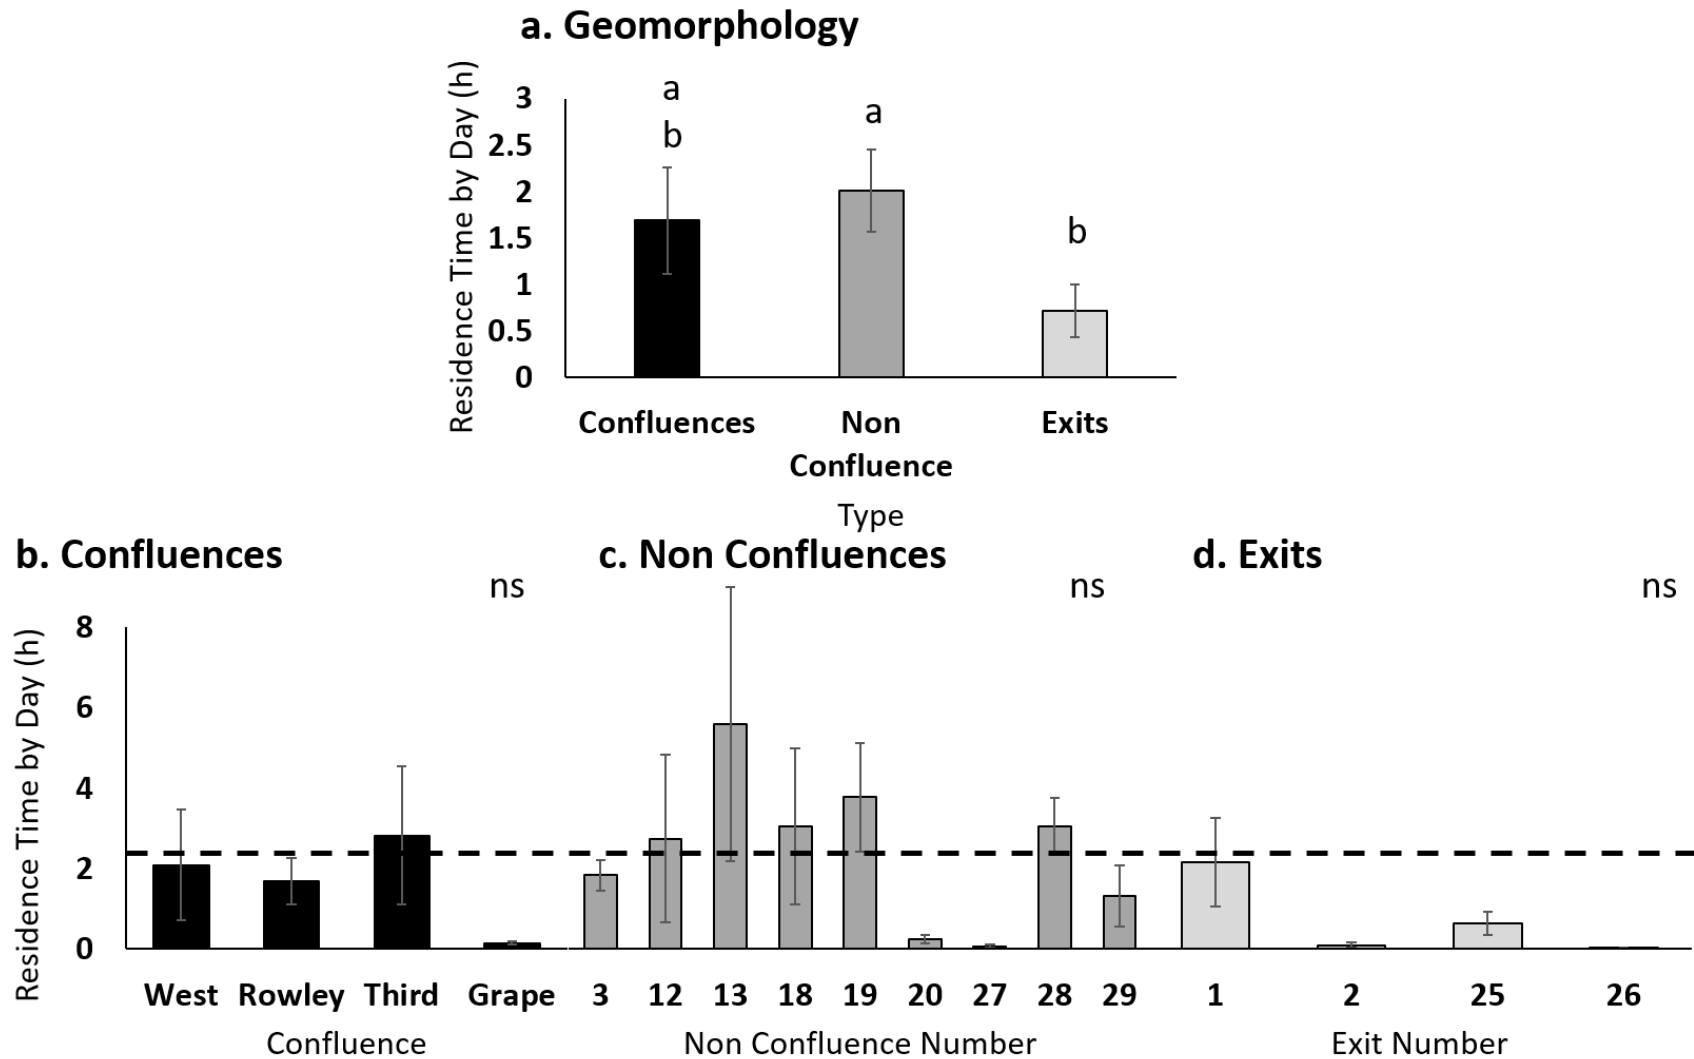 a. Geomorphology
Residence Time by Day (h)
3
2.5
2
1.5
1
0.5
0
a
b
a
b
Confluences
Non
Confluence
Exits
Type
b. Confluences
c. Non Confluences
d. Exits
ns
ns
ns
Residence Time by Day (h)
8
6
4
2
0
West Rowley Third Grape 3 12 13 18 19 20 27 28 29 1 2 25 26
Confluence
Non Confluence Number
Exit Number